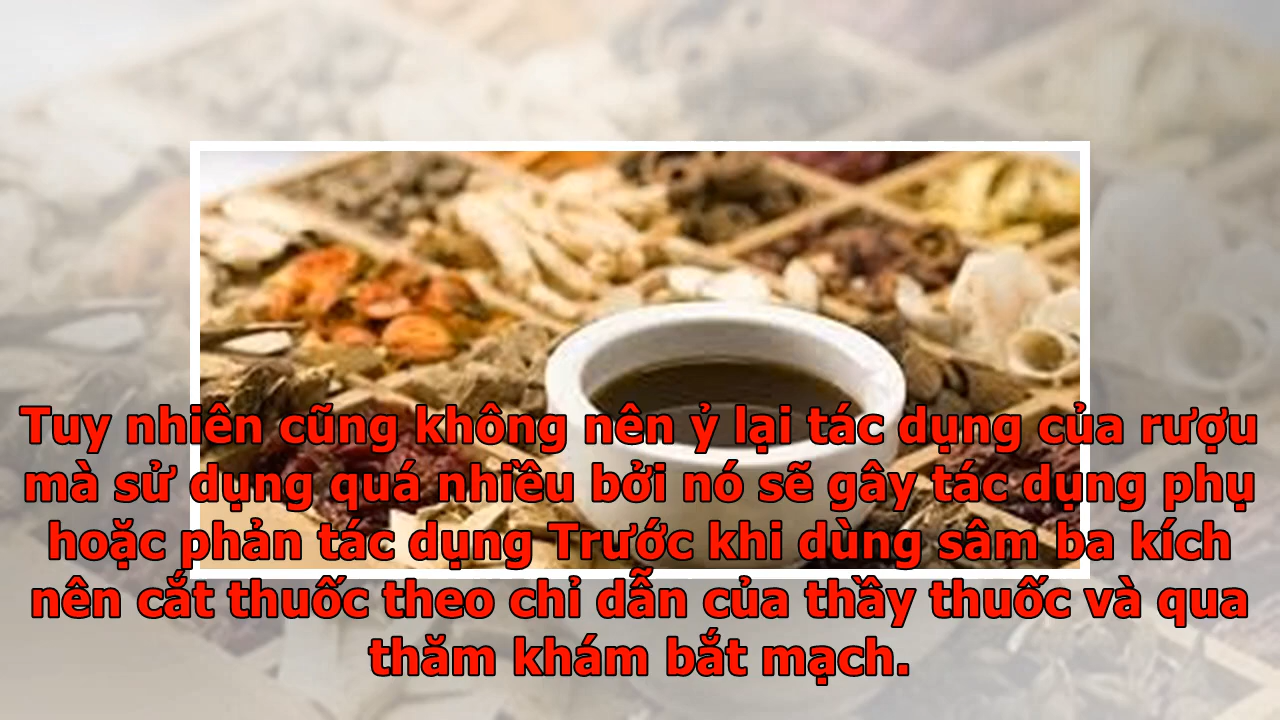 Tuy nhiên cũng không nên ỷ lại tác dụng của rượu
mà sử dụng quá nhiều bởi nó sẽ gây tác dụng phụ
hoặc phản tác dụng Trước khi dùng sâm ba kích
nên cắt thuốc theo chỉ dẫn của thầy thuốc và qua
thăm khám bắt mạch.